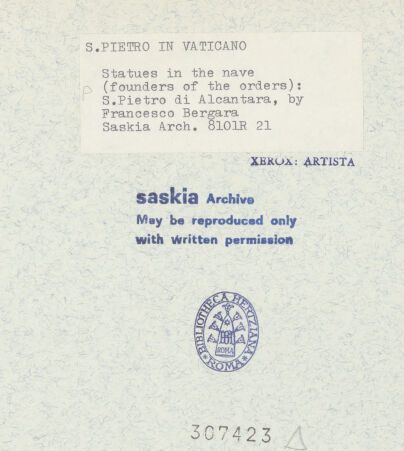 S.PIETRO IN VATICANO
Statues in the nave
(founders of the orders):
S.Pietro di Alcantara, by
Francesco Bergara
Saskia Arch. 8101R 21
XEROX: ARTISTA
saskia Archive
May be reproduced only
with written permission
BIBLIOTHECA HERTZIANA
ROMA
* ROMA *
307423